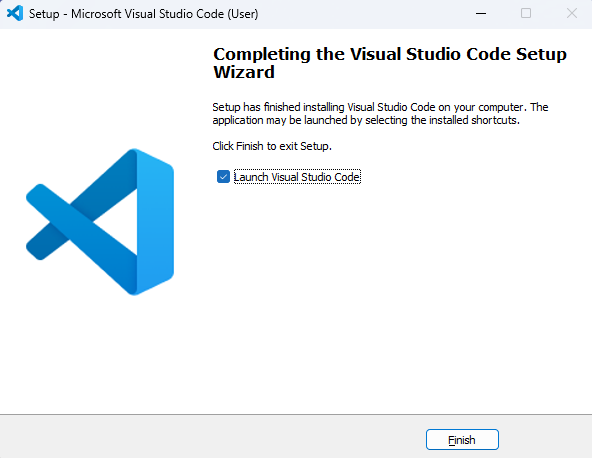 Setup - Microsoft Visual Studio Code (User)
Completing the Visual Studio Code Setup
Wizard
Setup has finished installing Visual Studio Code on your computer. The
application may be launched by selecting the installed shortcuts.
Click Finish to exit Setup.
Launch Visual Studio Code
Finish